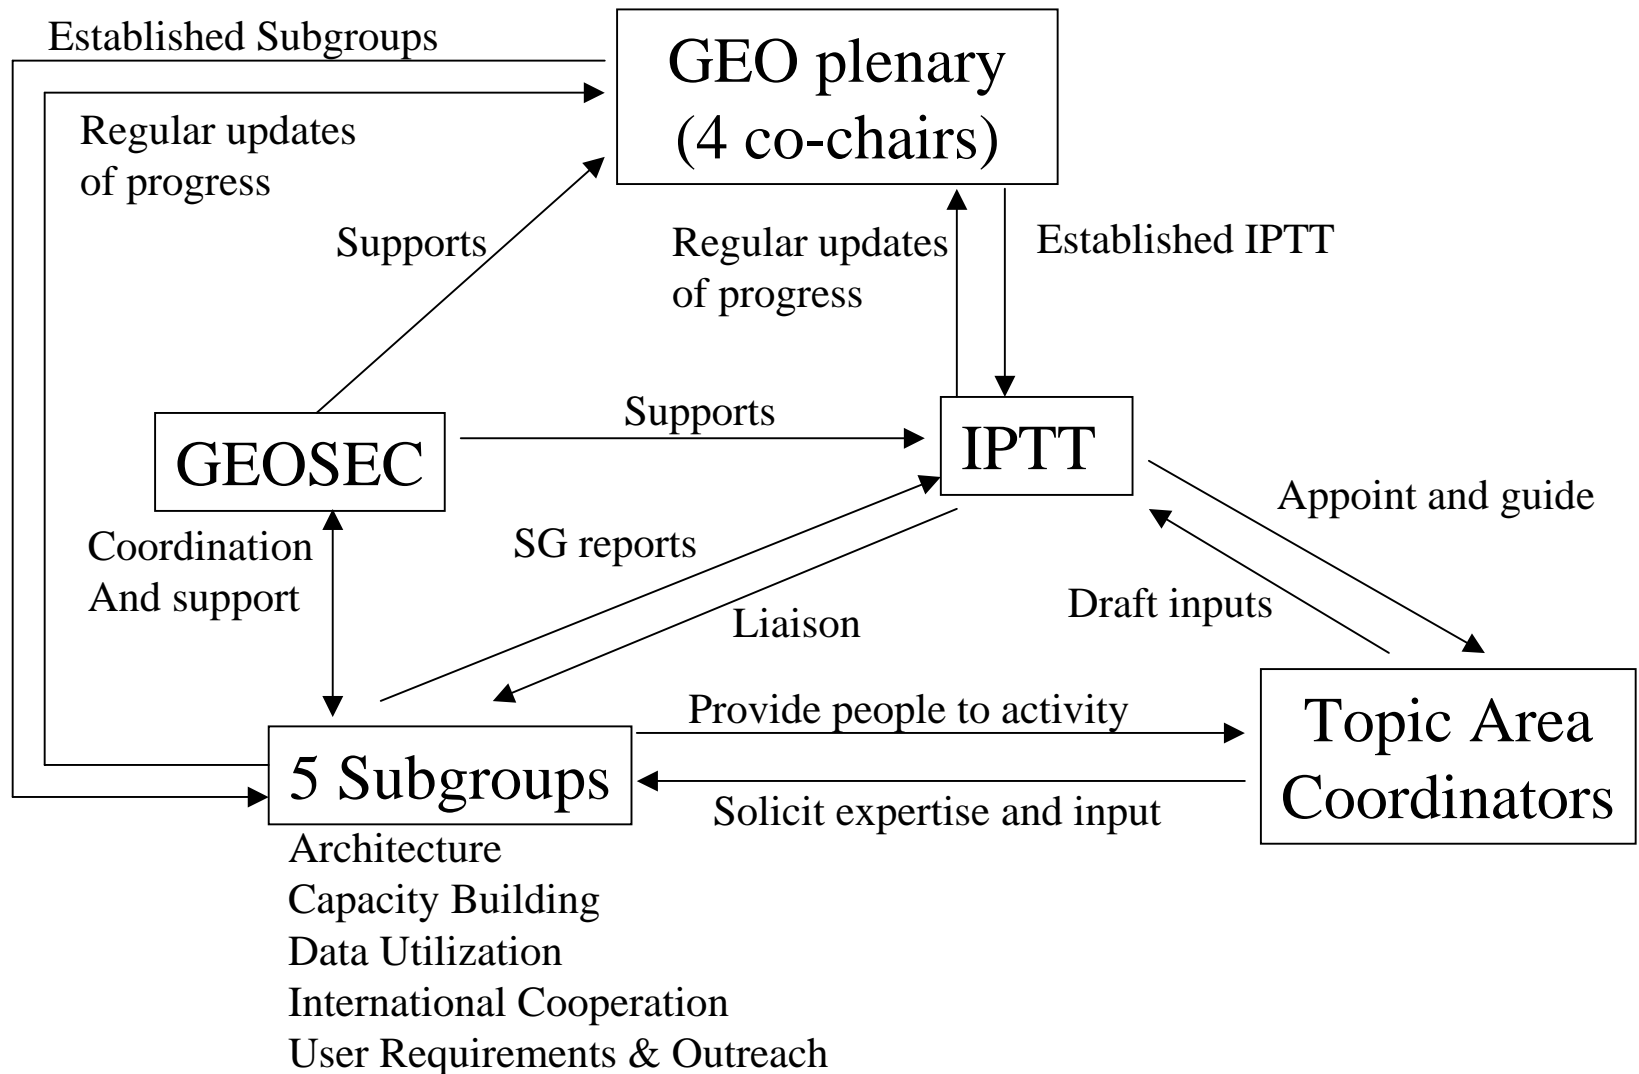 Established Subgroups
GEO plenary
(4 co-chairs)
Regular updates
of progress
Supports
Regular updates
of progress
Established IPTT
Supports
GEOSEC
IPTT
Appoint and guide
Coordination
And support
SG reports
Draft inputs
Liaison
Provide people to activity
Topic Area
Coordinators
5 Subgroups
Solicit expertise and input
Architecture
Capacity Building
Data Utilization
International Cooperation
User Requirements & Outreach